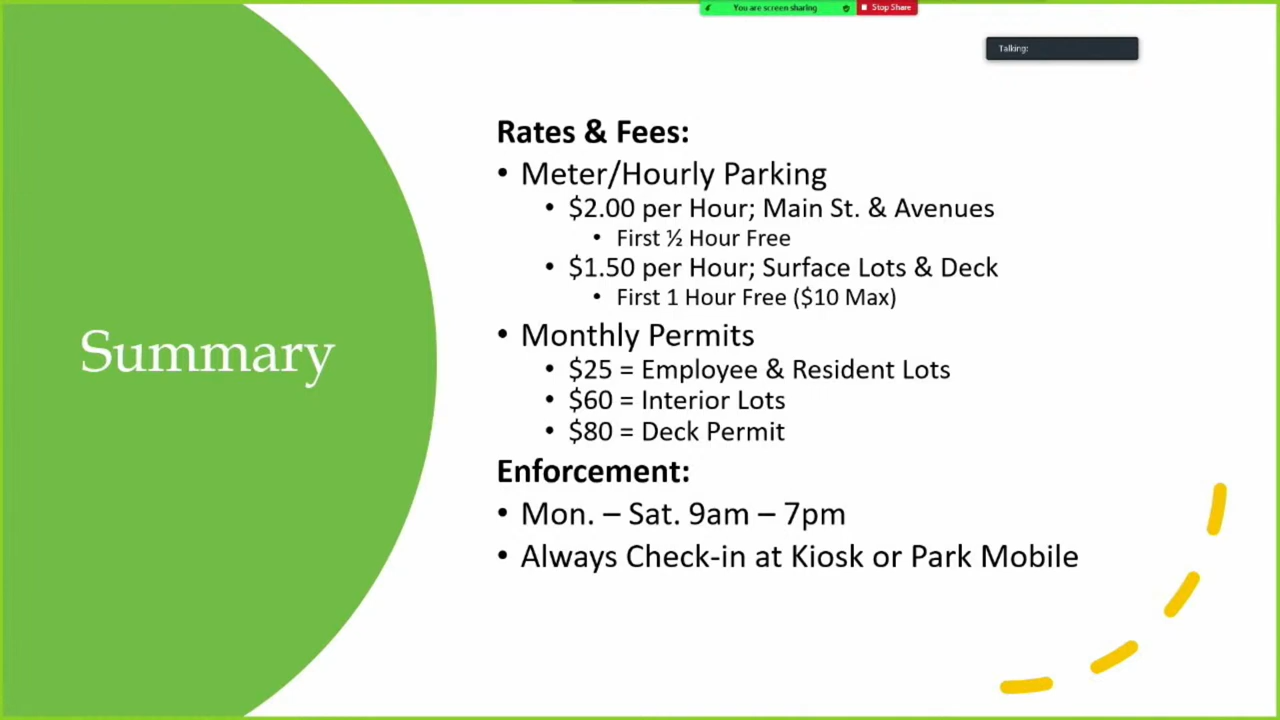 You are screen sharing
Stop Share
Talking:
Summary
Rates & Fees:
• Meter/Hourly Parking
• $2.00 per Hour; Main St. & Avenues
• First ½ Hour Free
• $1.50 per Hour; Surface Lots & Deck
• First 1 Hour Free ($10 Max)
• Monthly Permits
• $25 = Employee & Resident Lots
• $60 = Interior Lots
• $80 = Deck Permit
Enforcement:
• Mon. – Sat. 9am – 7pm
• Always Check-in at Kiosk or Park Mobile